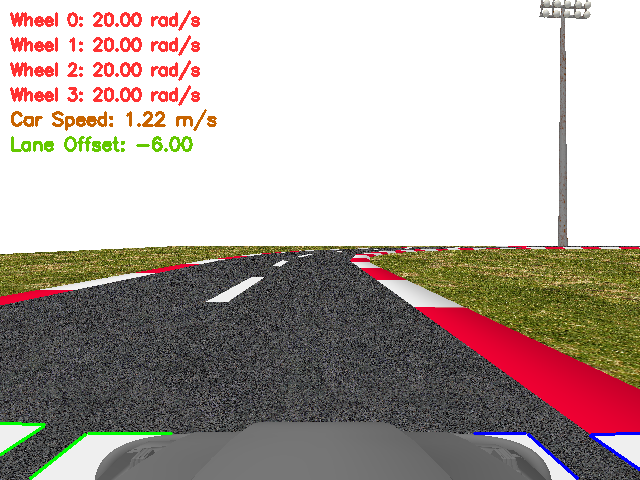 Wheel 0: 20.00 rad/s
Wheel 1: 20.00 rad/s
Wheel 2: 20.00 rad/s
Wheel 3: 20.00 rad/s
Car Speed: 1.22 m/s
Lane Offset: -6.00